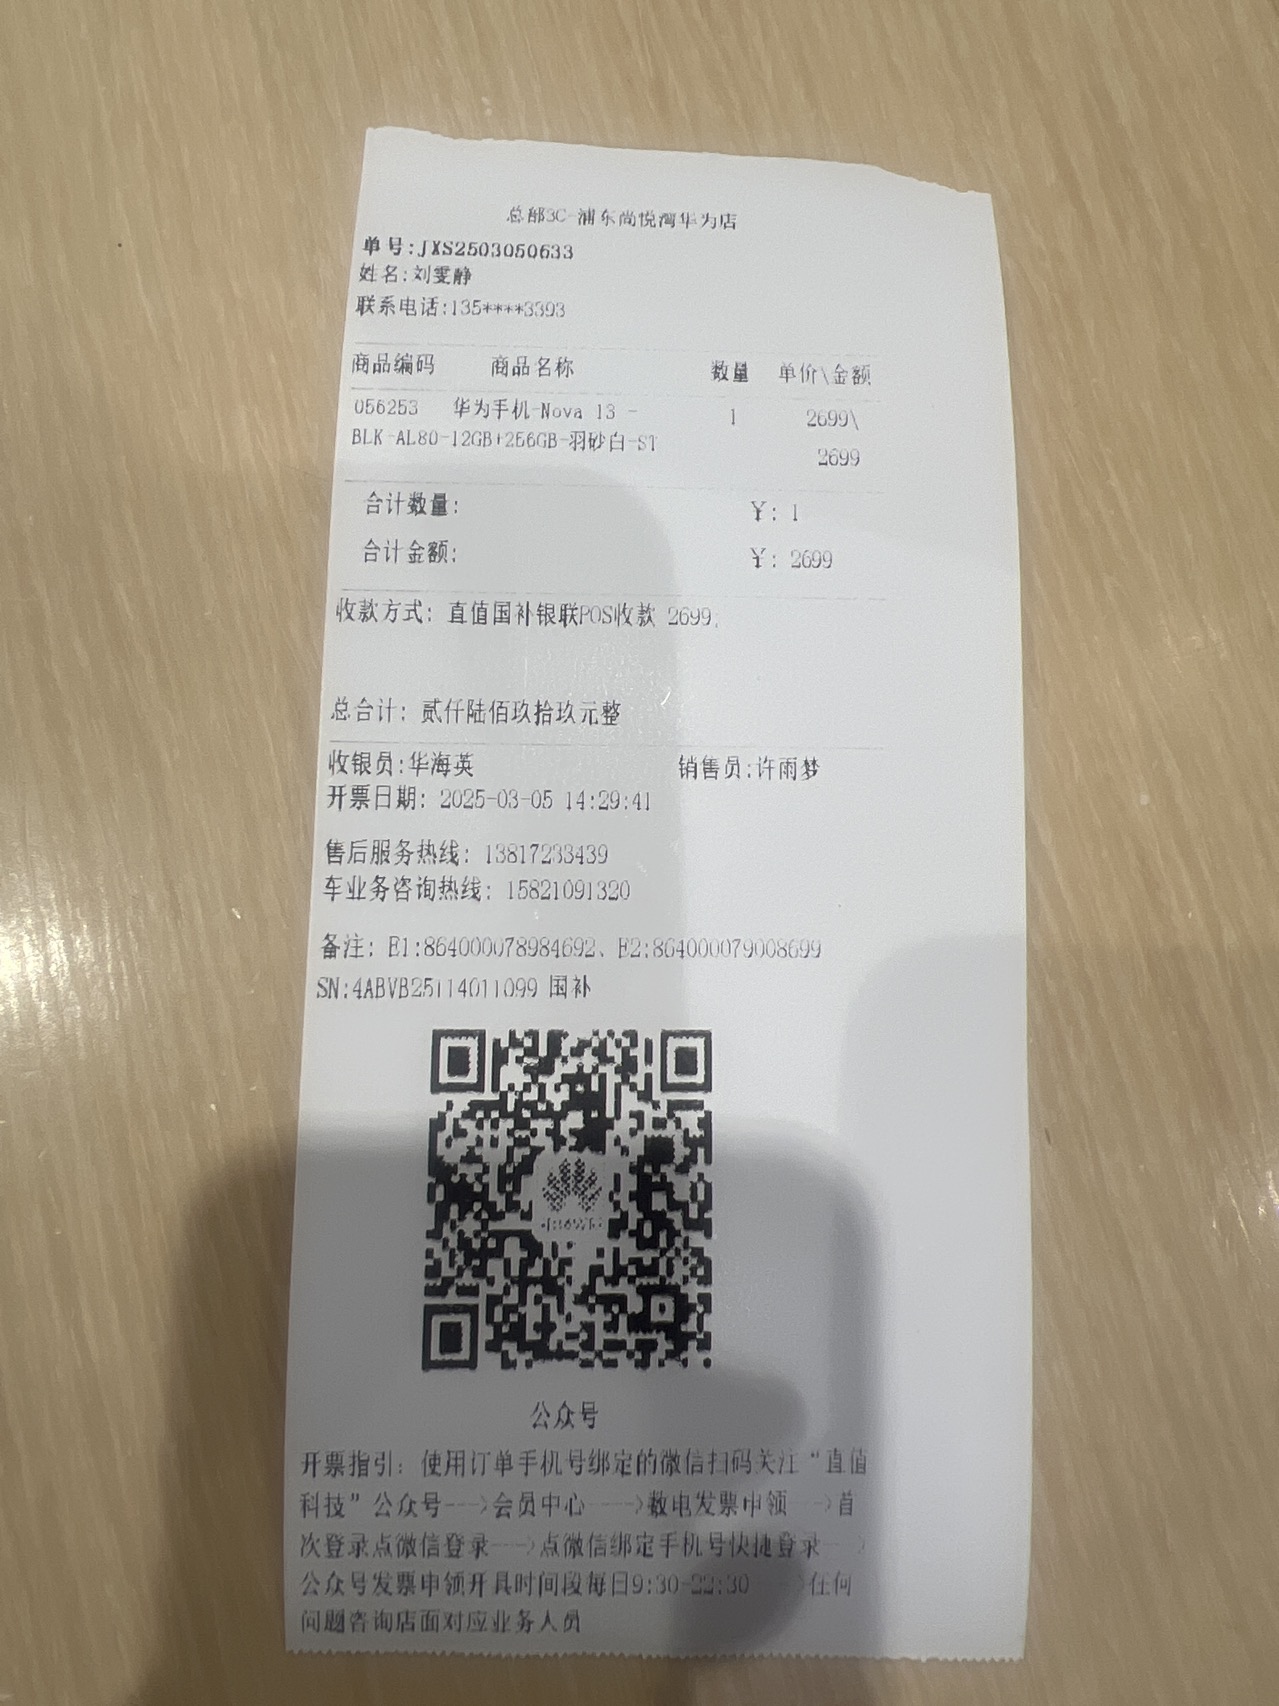 总部3C-浦东尚悦湾华为店
单号:JXS2503050633
姓名:刘雯静
联系电话:135****3393
商品编码 商品名称 数量 单价\金额
056253 华为手机-Nova 13 - 1 2699\
BLK-AL80-12GB+256GB-羽砂白-ST 2699
合计数量: ¥: 1
合计金额: ¥: 2699
收款方式: 直值国补银联POS收款 2699;
总合计: 贰仟陆佰玖拾玖元整
收银员:华海英 销售员:许雨梦
开票日期: 2025-03-05 14:29:41
售后服务热线: 13817233439
车业务咨询热线: 15821091320
备注: E1:864000078984692、E2:864000079008699
SN:4ABVB25114011099 国补
公众号
开票指引: 使用订单手机号绑定的微信扫码关注“直值
科技”公众号--->会员中心---->数电发票申领--->首
次登录点微信登录--->点微信绑定手机号快捷登录--->
公众号发票申领开具时间段每日9:30-22:30 --->任何
问题咨询店面对应业务人员